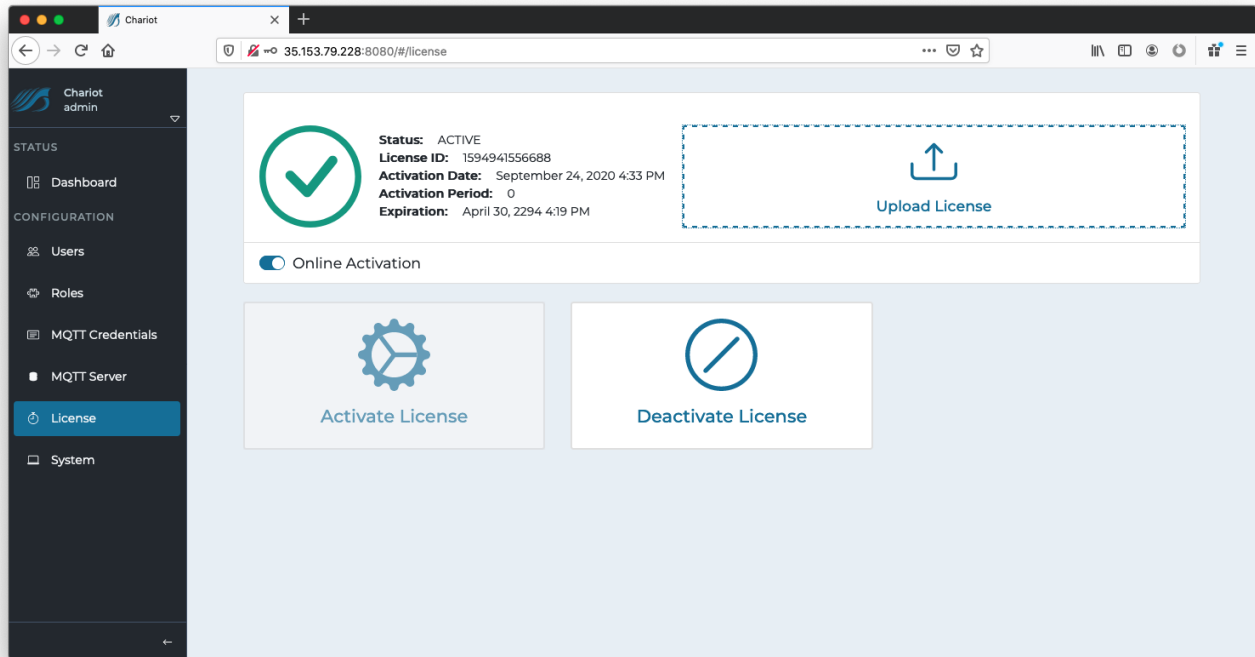 Chariot
35.153.79.228:8080/#/license
Chariot
admin
STATUS
Dashboard
CONFIGURATION
Users
Roles
MQTT Credentials
MQTT Server
License
System
Status: ACTIVE
License ID: 1594941556688
Activation Date: September 24, 2020 4:33 PM
Activation Period: 0
Expiration: April 30, 2294 4:19 PM
Upload License
Online Activation
Activate License
Deactivate License